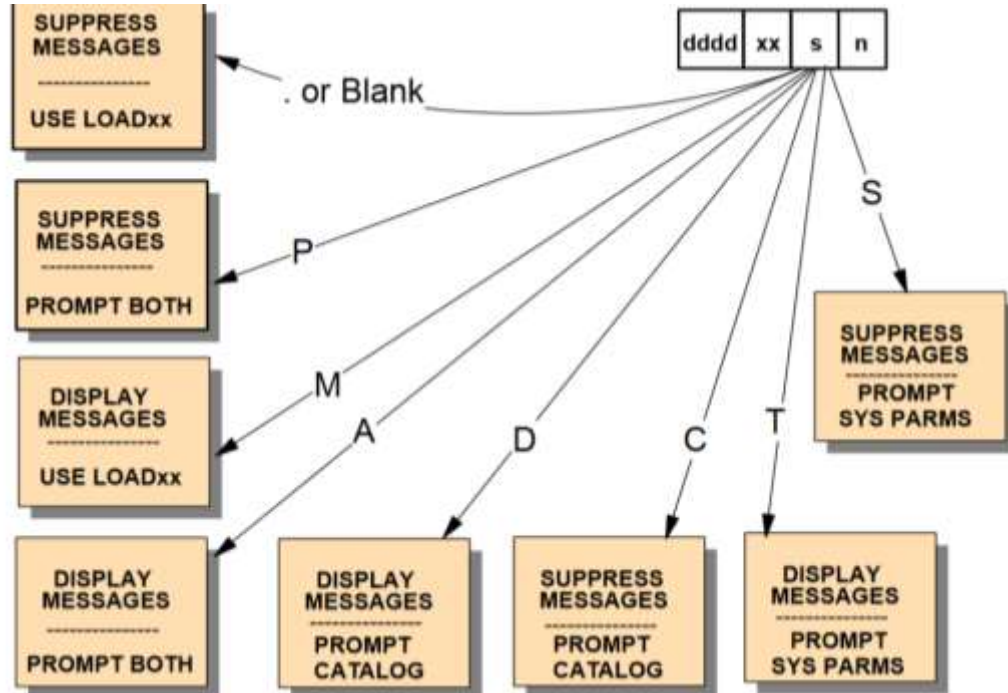 SUPPRESS
MESSAGES
---------------
USE LOADxx
dddd xx s n
. or Blank
SUPPRESS
MESSAGES
---------------
PROMPT BOTH
P
S
SUPPRESS
MESSAGES
---------------
PROMPT
SYS PARMS
DISPLAY
MESSAGES
---------------
USE LOADxx
M
A
D
C
T
DISPLAY
MESSAGES
---------------
PROMPT BOTH
DISPLAY
MESSAGES
---------------
PROMPT
CATALOG
SUPPRESS
MESSAGES
---------------
PROMPT
CATALOG
DISPLAY
MESSAGES
---------------
PROMPT
SYS PARMS